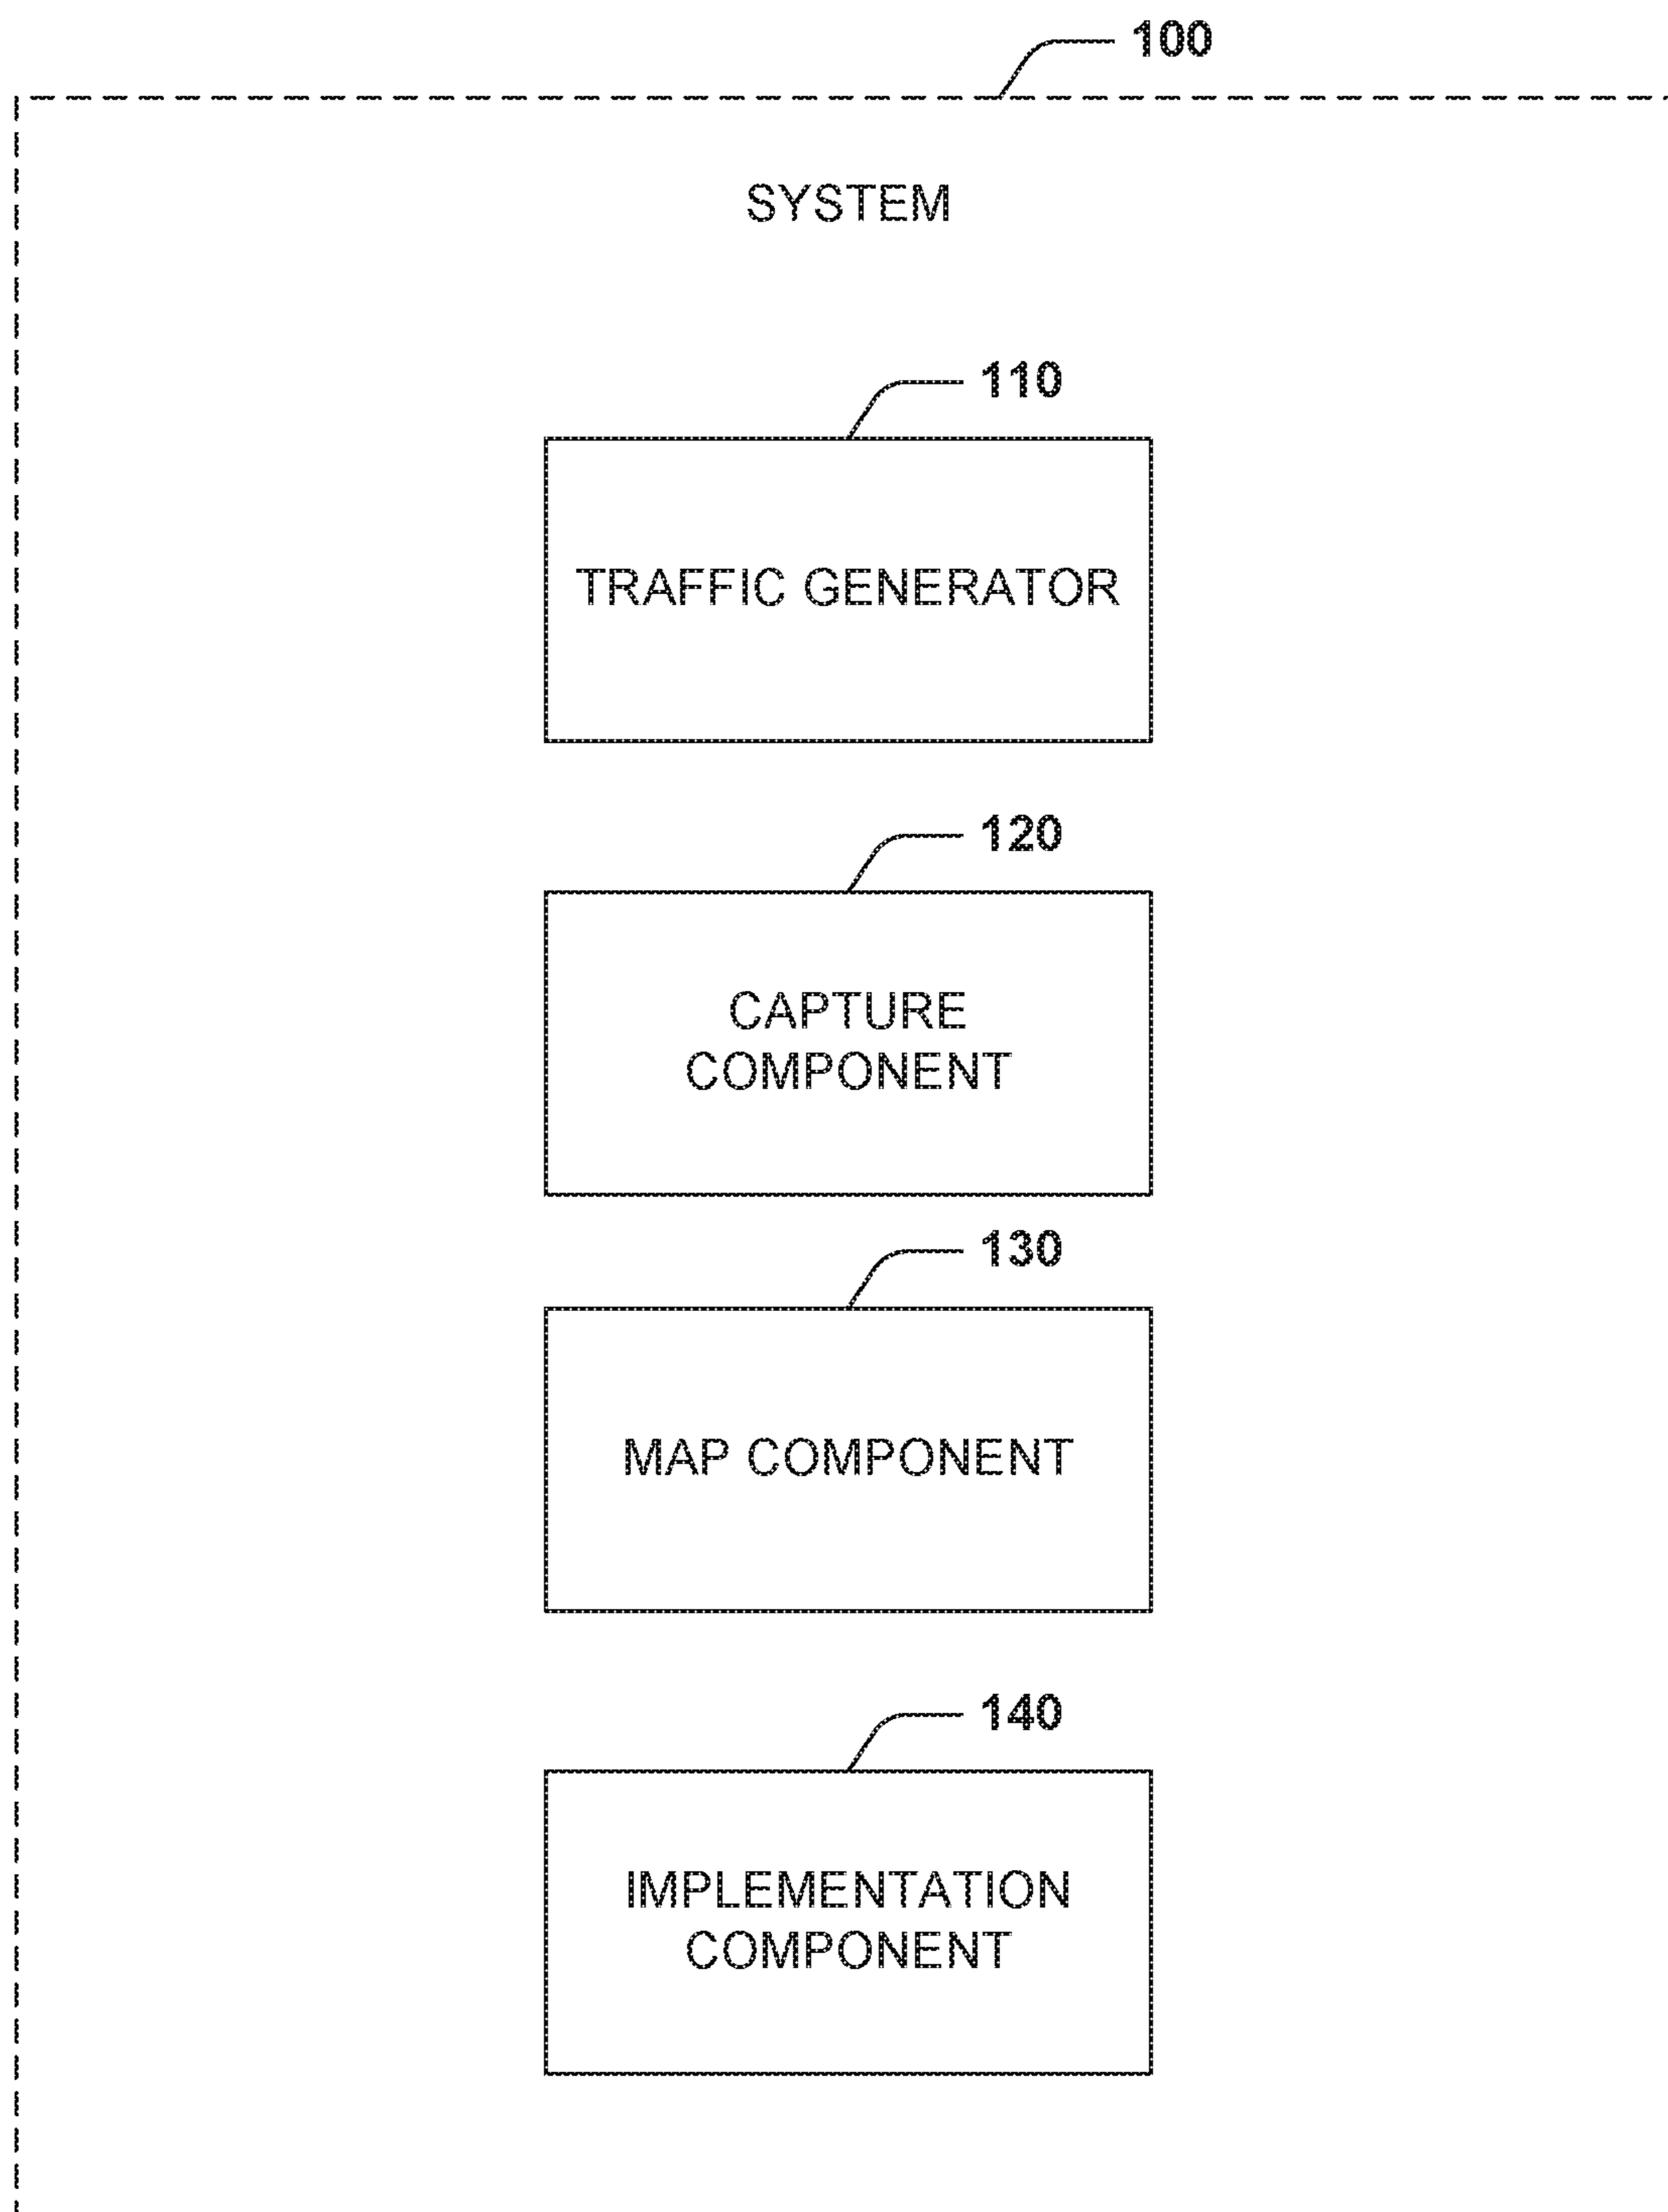 100
SYSTEM
110
TRAFFIC GENERATOR
120
CAPTURE
COMPONENT
130
MAP COMPONENT
140
IMPLEMENTATION
COMPONENT